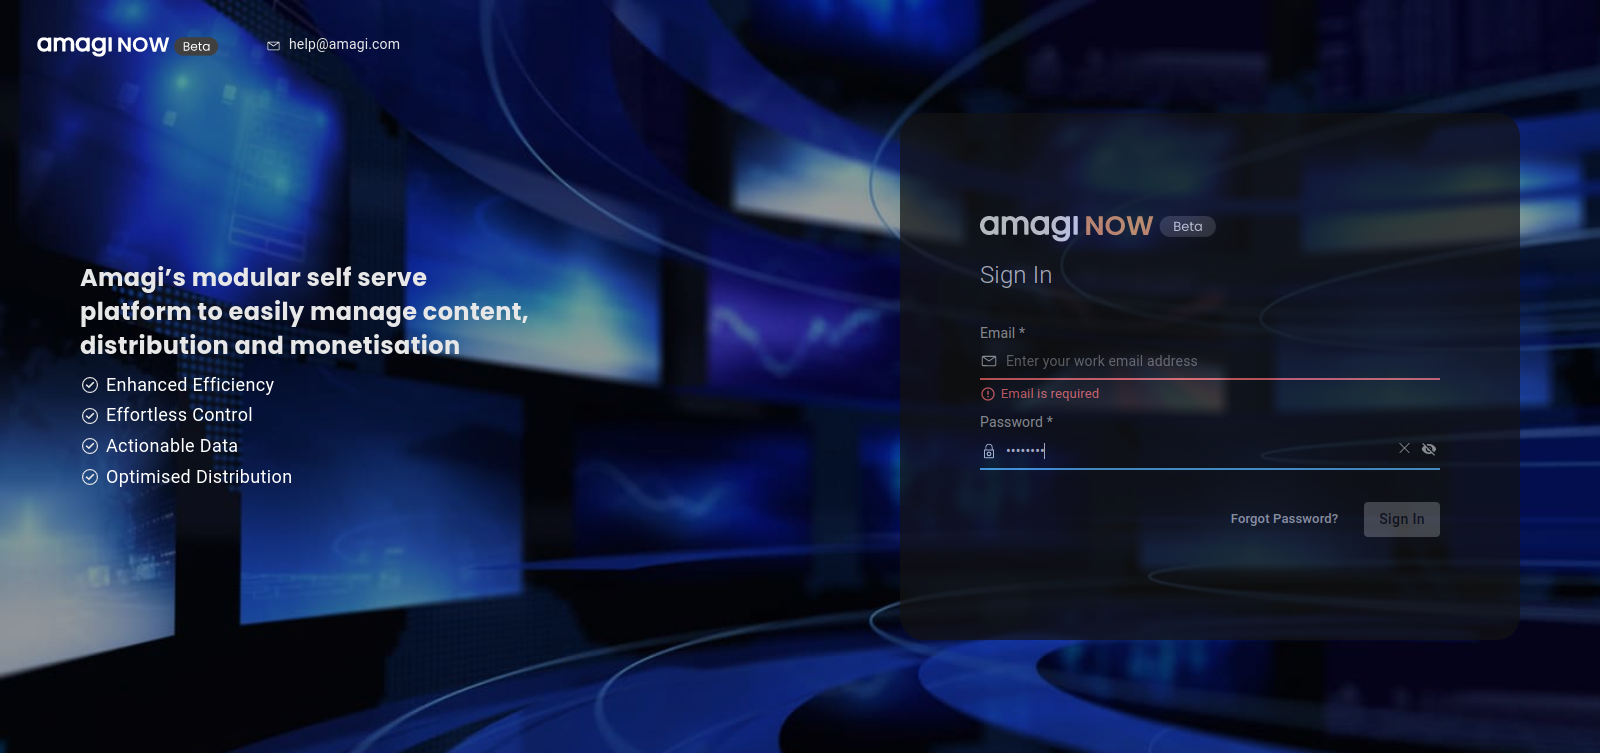 amagi NOW Beta
help@amagi.com
Amagi’s modular self serve
platform to easily manage content,
distribution and monetisation
Enhanced Efficiency
Effortless Control
Actionable Data
Optimised Distribution
amagi NOW Beta
Sign In
Email *
Enter your work email address
Email is required
Password *
••••••••
Forgot Password?
Sign In